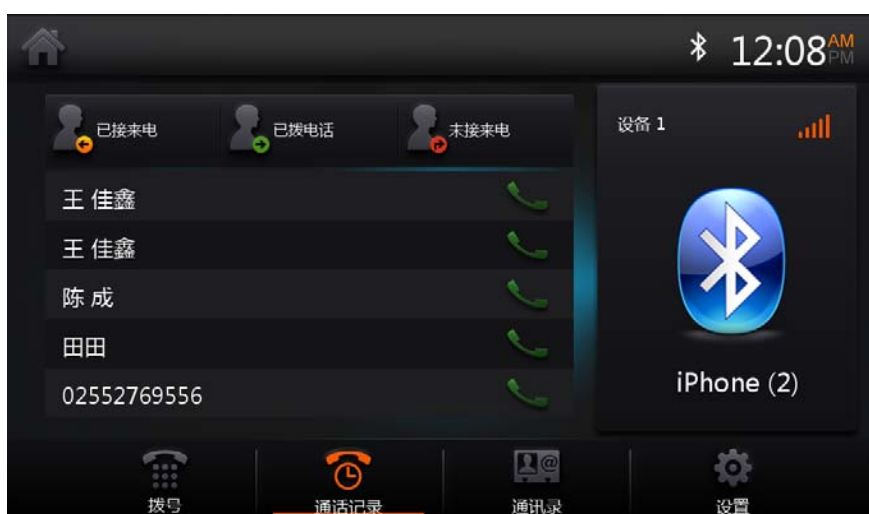 12:08 AM
PM
已接来电 已拨电话 未接来电
设备 1
王 佳鑫
王 佳鑫
陈 成
田田
02552769556
iPhone (2)
@
拨号 通话记录 通讯录 设置